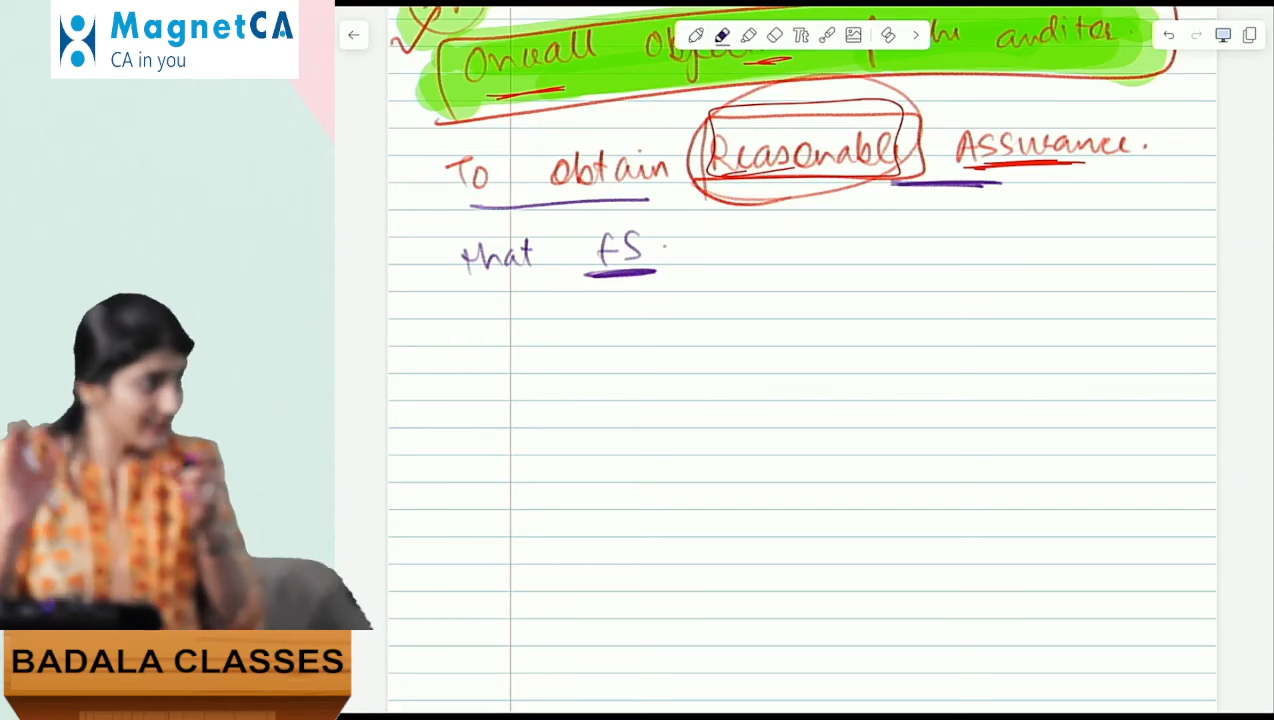 MagnetCA
CA in you
Overall the auditor.
To obtain Reasonable Assurance.
that FS.
BADALA CLASSES